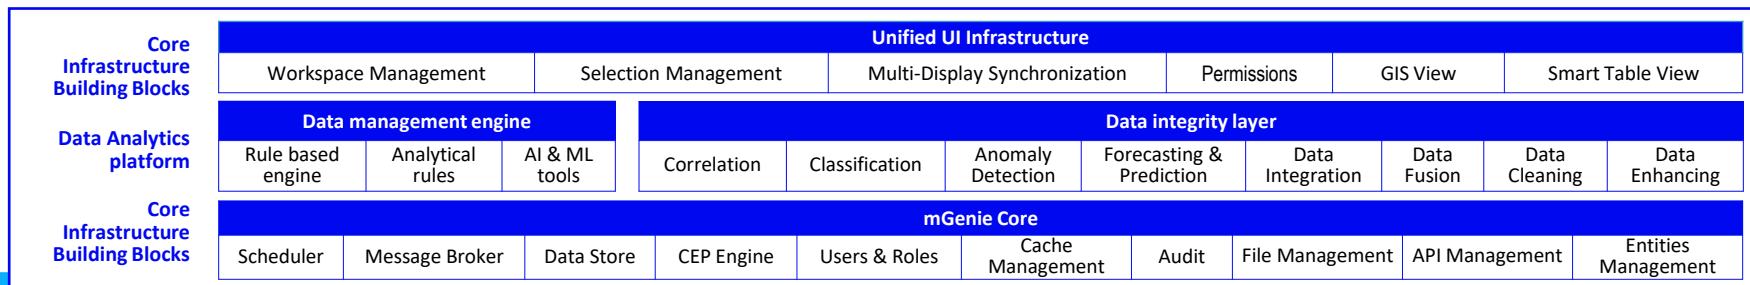 Core
Infrastructure
Building Blocks
Unified UI Infrastructure
Workspace Management
Selection Management
Multi-Display Synchronization
Permissions
GIS View
Smart Table View
Data Analytics
platform
Data management engine
Rule based
engine
Analytical
rules
AI & ML
tools
Data integrity layer
Correlation
Classification
Anomaly
Detection
Forecasting &
Prediction
Data
Integration
Data
Fusion
Data
Cleaning
Data
Enhancing
Core
Infrastructure
Building Blocks
mGenie Core
Scheduler
Message Broker
Data Store
CEP Engine
Users & Roles
Cache
Management
Audit
File Management
API Management
Entities
Management